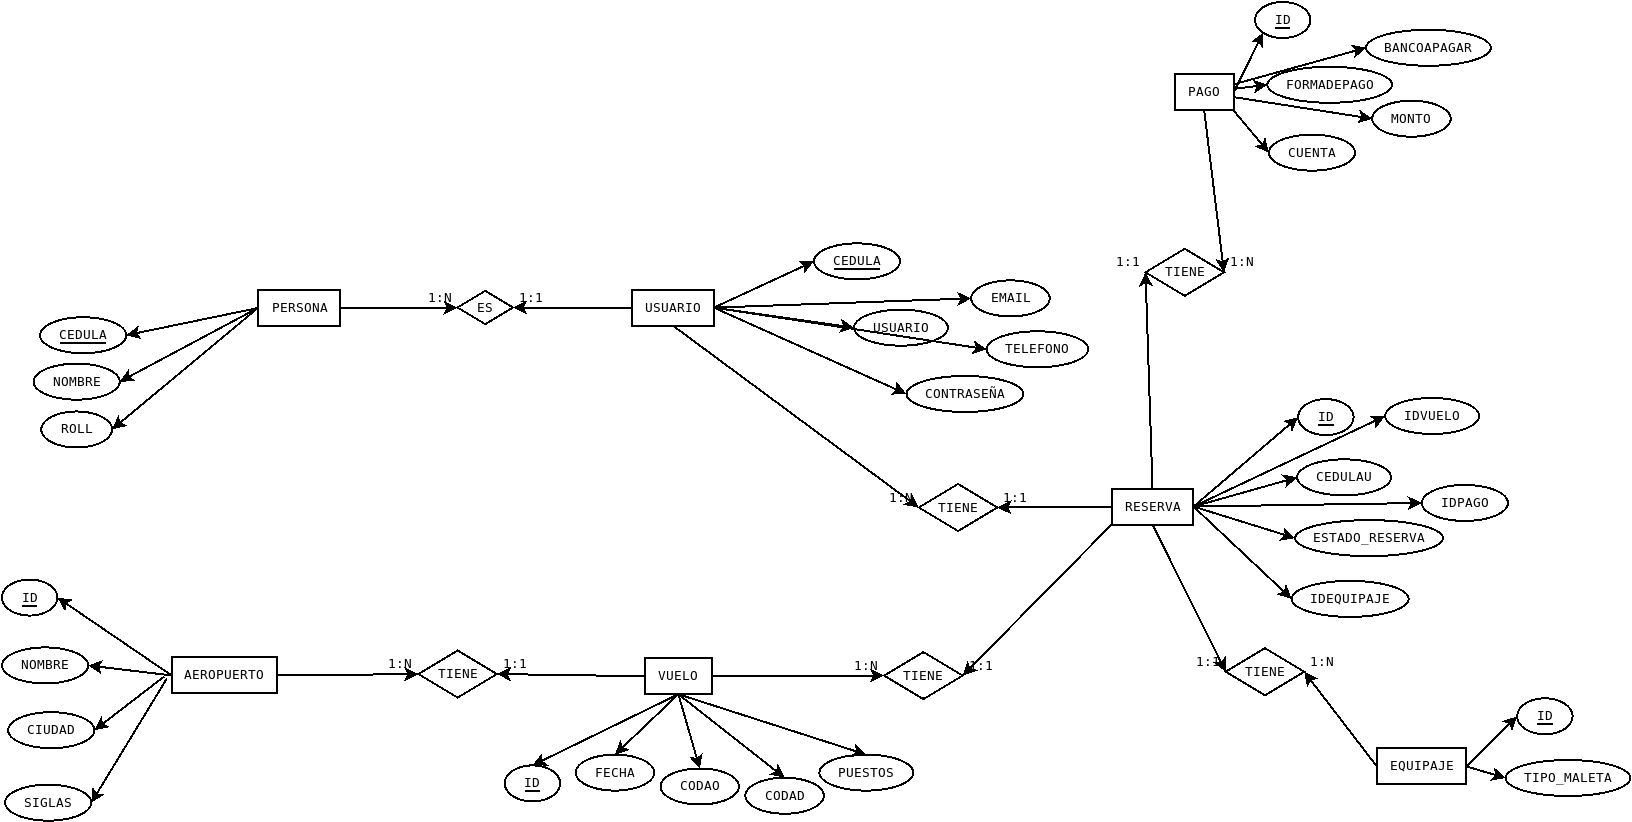 ID
BANCOAPAGAR
PAGO
FORMADEPAGO
MONTO
CUENTA
1:1
TIENE
1:N
PERSONA
1:N
ES
1:1
USUARIO
CEDULA
EMAIL
USUARIO
TELEFONO
CONTRASEÑA
CEDULA
NOMBRE
ROLL
1:N
TIENE
1:1
RESERVA
ID
IDVUELO
CEDULAU
IDPAGO
ESTADO_RESERVA
IDEQUIPAJE
ID
NOMBRE
CIUDAD
SIGLAS
AEROPUERTO
1:N
TIENE
1:1
VUELO
1:N
TIENE
1:1
ID
FECHA
CODAO
CODAD
PUESTOS
1:1
TIENE
1:N
EQUIPAJE
ID
TIPO_MALETA